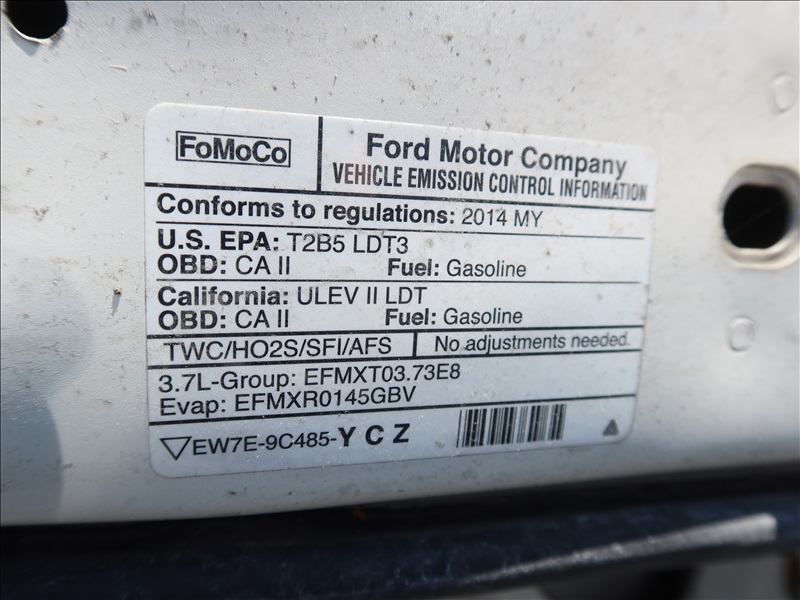 FoMoCo
Ford Motor Company
VEHICLE EMISSION CONTROL INFORMATION
Conforms to regulations: 2014 MY
U.S. EPA: T2B5 LDT3
OBD: CA II Fuel: Gasoline
California: ULEV II LDT
OBD: CA II Fuel: Gasoline
TWC/HO2S/SFI/AFS No adjustments needed.
3.7L-Group: EFMXT03.73E8
Evap: EFMXR0145GBV
EW7E-9C485-Y C Z